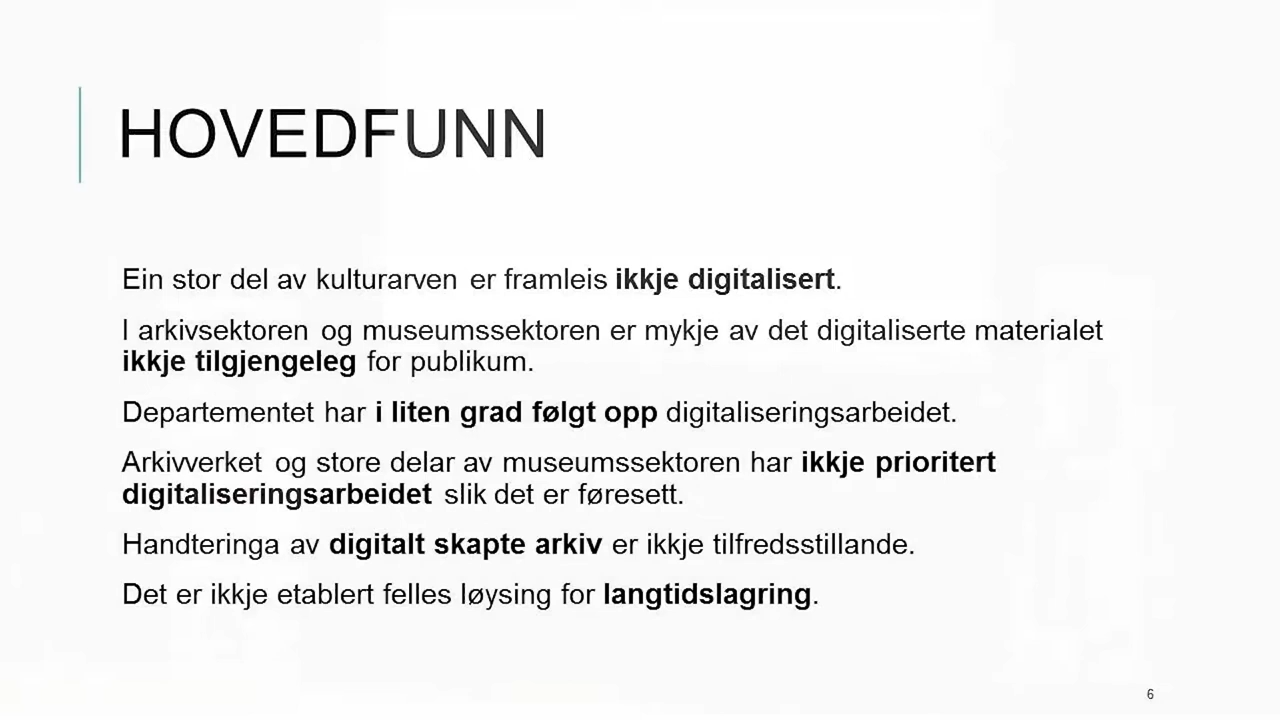 HOVEDFUNN
Ein stor del av kulturarven er framleis ikkje digitalisert.
I arkivsektoren og museumssektoren er mykje av det digitaliserte materialet
ikkje tilgjengeleg for publikum.
Departementet har i liten grad følgt opp digitaliseringsarbeidet.
Arkivverket og store delar av museumssektoren har ikkje prioritert
digitaliseringsarbeidet slik det er føresett.
Handteringa av digitalt skapte arkiv er ikkje tilfredsstillande.
Det er ikkje etablert felles løysing for langtidslagring.
6